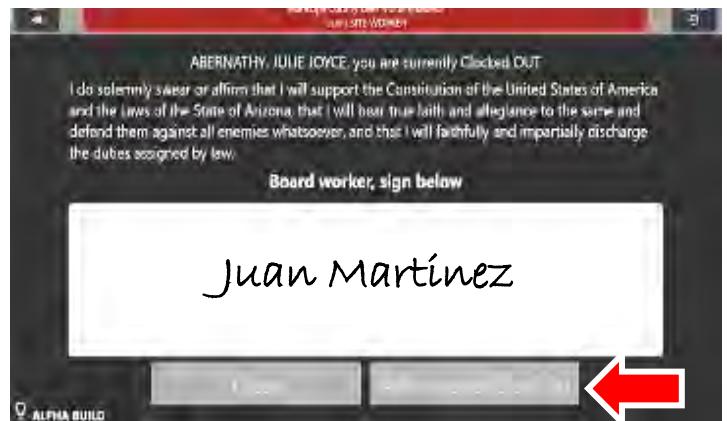 SITE WORKER
ABERNATHY, JULIE JOYCE, you are currently Clocked OUT
I do solemnly swear or affirm that I will support the Constitution of the United States of America
and the Laws of the State of Arizona, that I will bear true faith and allegiance to the same and
defend them against all enemies whatsoever, and that I will faithfully and impartially discharge
the duties assigned by law.
Board worker, sign below
Juan Martinez
ALPHA BUILD